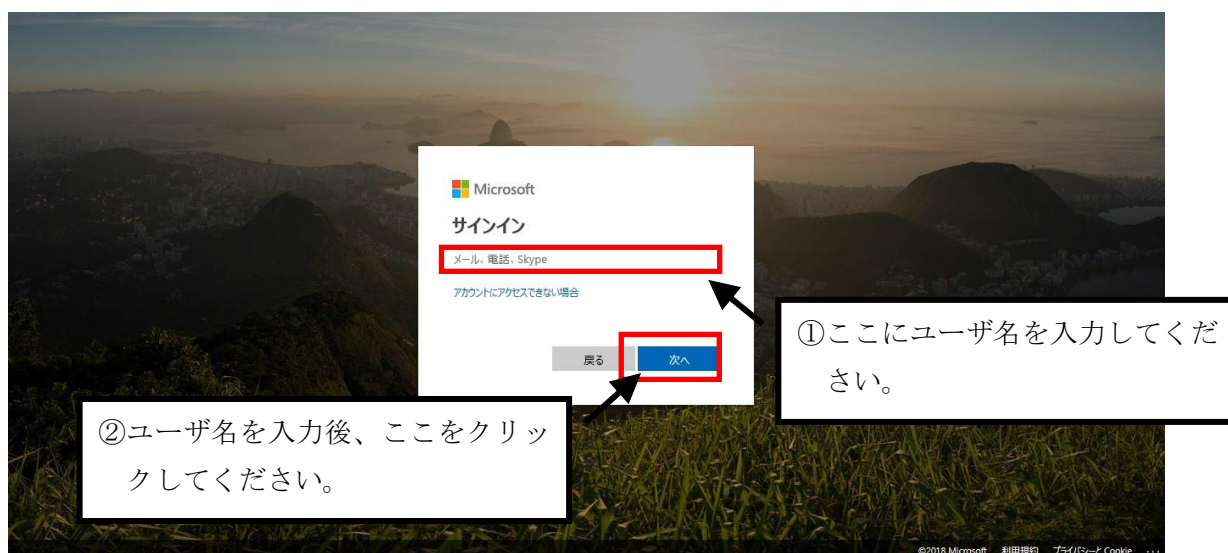 Microsoft
サインイン
メール、電話、Skype
アカウントにアクセスできない場合
戻る
次へ
①ここにユーザ名を入力してくだ
さい。
②ユーザ名を入力後、ここをクリッ
クしてください。
©2018 Microsoft 利用規約 プライバシーと Cookie ...